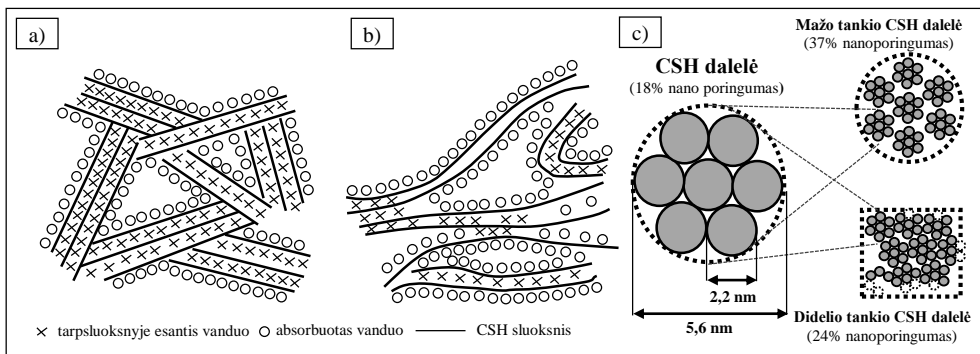 a)
b)
c)
CSH dalelė
(18% nano poringumas)
2,2 nm
5,6 nm
Mažo tankio CSH dalelė
(37% nanoporingumas)
Didelio tankio CSH dalelė
(24% nanoporingumas)
tarpsluoksnyje esantis vanduo
absorbuotas vanduo
CSH sluoksnis